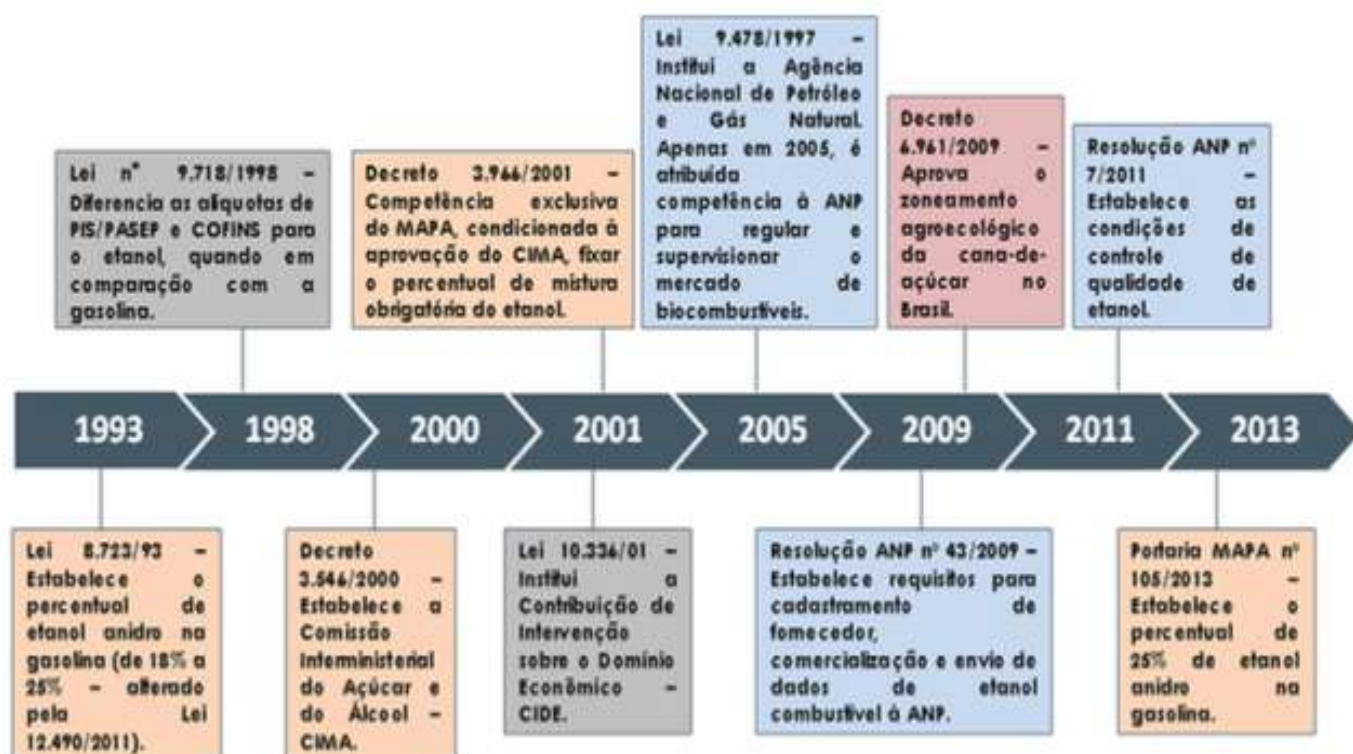 Lei n° 9.718/1998 –
Diferencia as alíquotas de
PIS/PASEP e COFINS para
o etanol, quando em
comparação com a
gasolina.
Decreto 3.966/2001 –
Competência exclusiva
do MAPA, condicionada à
aprovação do CIMA, fixar
o percentual de mistura
obrigatória do etanol.
Lei 9.478/1997 –
Institui a Agência
Nacional de Petróleo
e Gás Natural.
Apenas em 2005, é
atribuída
competência à ANP
para regular e
supervisionar o
mercado de
biocombustíveis.
Decreto
6.961/2009 –
Aprova o
zoneamento
agroecológico
da cana-de-
açúcar no
Brasil.
Resolução ANP nº
7/2011 –
Estabelece as
condições de
controle de
qualidade de
etanol.
1993
1998
2000
2001
2005
2009
2011
2013
Lei 8.723/93 –
Estabelece o
percentual de
etanol anidro na
gasolina (de 18% a
25% – alterado
pela Lei
12.490/2011).
Decreto
3.546/2000 –
Estabelece a
Comissão
Interministerial
do Açúcar e
do Álcool –
CIMA.
Lei 10.336/01 –
Institui a
Contribuição de
Intervenção
sobre o Domínio
Econômico –
CIDE.
Resolução ANP nº 43/2009 –
Estabelece requisitos para
cadastramento de
fornecedor,
comercialização e envio de
dados de etanol
combustível à ANP.
Portaria MAPA nº
105/2013 –
Estabelece o
percentual de
25% de etanol
anidro na
gasolina.